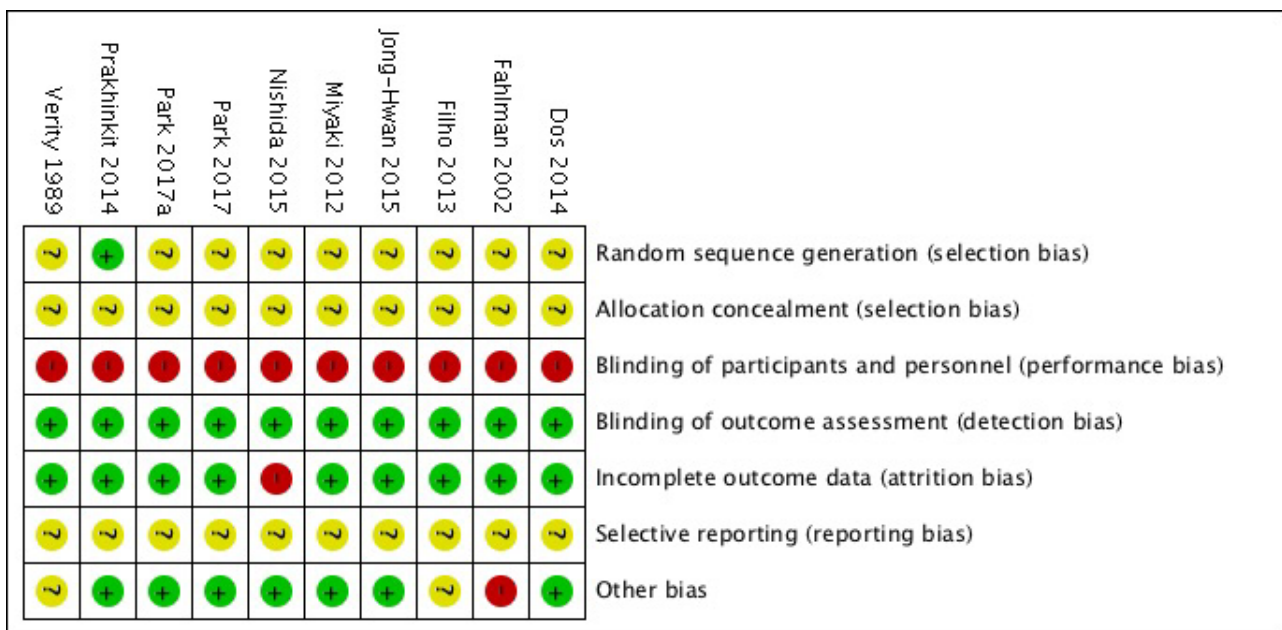 Verity 1989
Prakhinkit 2014
Park 2017a
Park 2017
Nishida 2015
Miyaki 2012
Jong-Hwan 2015
Filho 2013
Fahlman 2002
Dos 2014
? + ? ? ? ? ? ? ? ? Random sequence generation (selection bias)
? ? ? ? ? ? ? ? ? ? Allocation concealment (selection bias)
- - - - - - - - - - Blinding of participants and personnel (performance bias)
+ + + + + + + + + + Blinding of outcome assessment (detection bias)
+ + + + - + + + + + Incomplete outcome data (attrition bias)
? ? ? ? ? ? ? ? ? ? Selective reporting (reporting bias)
? + + + + + + ? - + Other bias